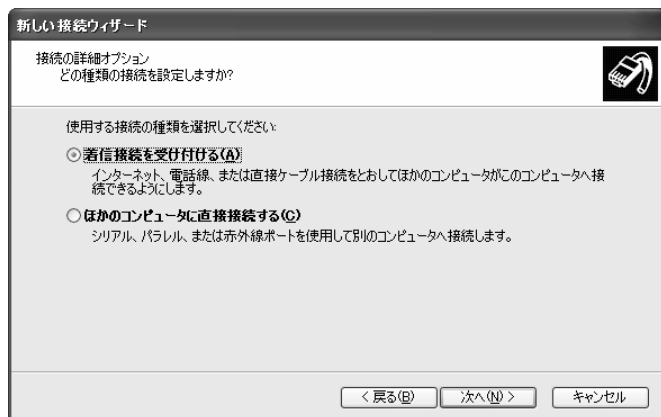 新しい接続ウィザード
接続の詳細オプション
どの種類の接続を設定しますか?
使用する接続の種類を選択してください:
着信接続を受け付ける(A)
インターネット、電話線、または直接ケーブル接続をとおしてほかのコンピュータがこのコンピュータへ接
続できるようにします。
ほかのコンピュータに直接接続する(C)
シリアル、パラレル、または赤外線ポートを使用して別のコンピュータへ接続します。
< 戻る(B) 次へ(N) > キャンセル